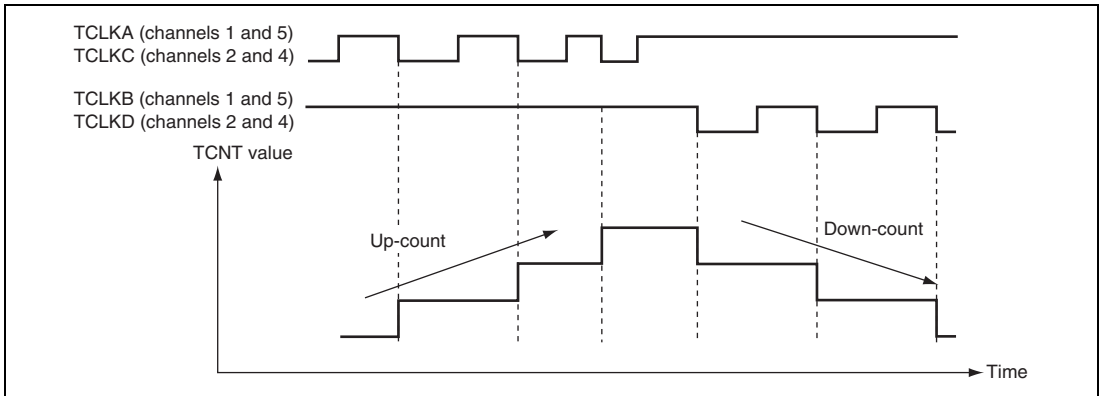 TCLKA (channels 1 and 5)
TCLKC (channels 2 and 4)
TCLKB (channels 1 and 5)
TCLKD (channels 2 and 4)
TCNT value
Up-count
Down-count
Time